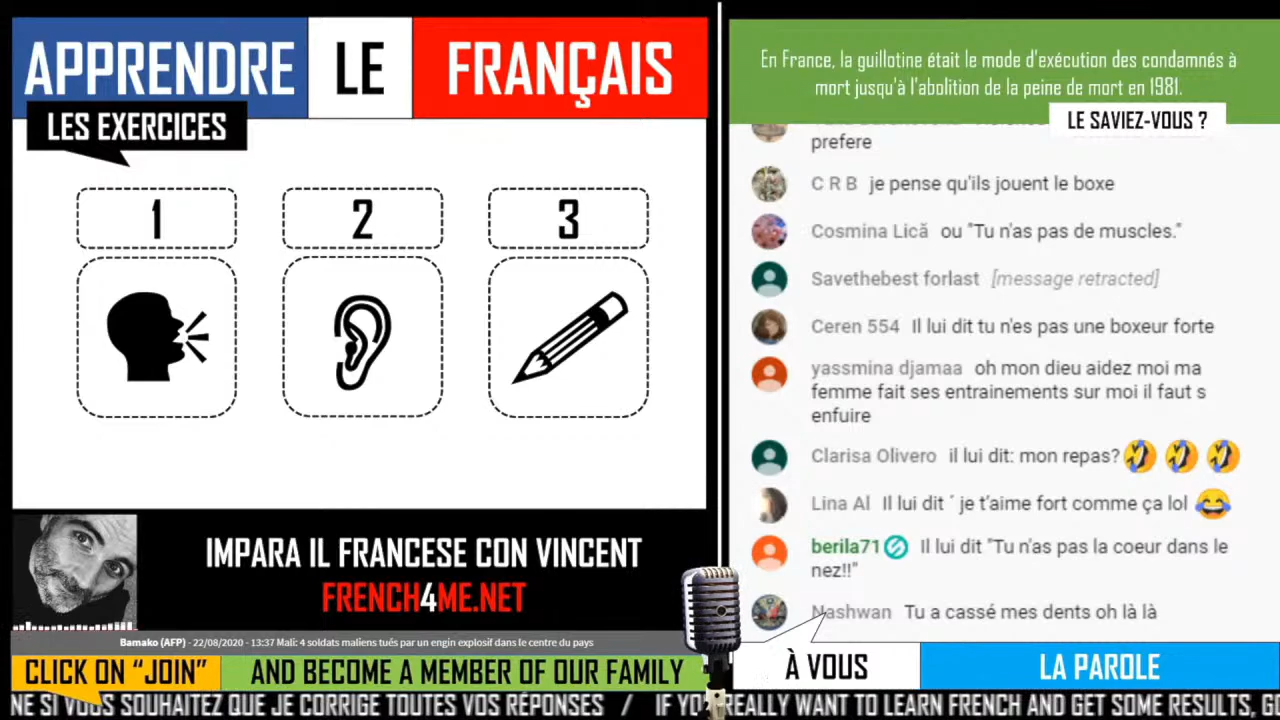 APPRENDRE LE FRANÇAIS
LES EXERCICES
1
2
3
IMPARA IL FRANCESE CON VINCENT
FRENCH4ME.NET
Bamako (AFP) - 22/08/2020 - 13:37 Mali: 4 soldats maliens tués par un engin explosif dans le centre du pays
CLICK ON “JOIN”
AND BECOME A MEMBER OF OUR FAMILY
En France, la guillotine était le mode d'exécution des condamnés à
mort jusqu'à l'abolition de la peine de mort en 1981.
LE SAVIEZ-VOUS ?
prefere
C R B je pense qu'ils jouent le boxe
Cosmina Lică ou "Tu n'as pas de muscles."
Savethebest forlast [message retracted]
Ceren 554 Il lui dit tu n'es pas une boxeur forte
yassmina djamaa oh mon dieu aidez moi ma
femme fait ses entrainements sur moi il faut s
enfuire
Clarisa Olivero il lui dit: mon repas?
Lina Al Il lui dit ´ je t'aime fort comme ça lol
berila71 Il lui dit "Tu n'as pas la coeur dans le
nez!!"
Nashwan Tu a cassé mes dents oh là là
À VOUS
LA PAROLE
NE SI VOUS SOUHAITEZ QUE JE CORRIGE TOUTES VOS RÉPONSES / IF YOU REALLY WANT TO LEARN FRENCH AND GET SOME RESULTS,